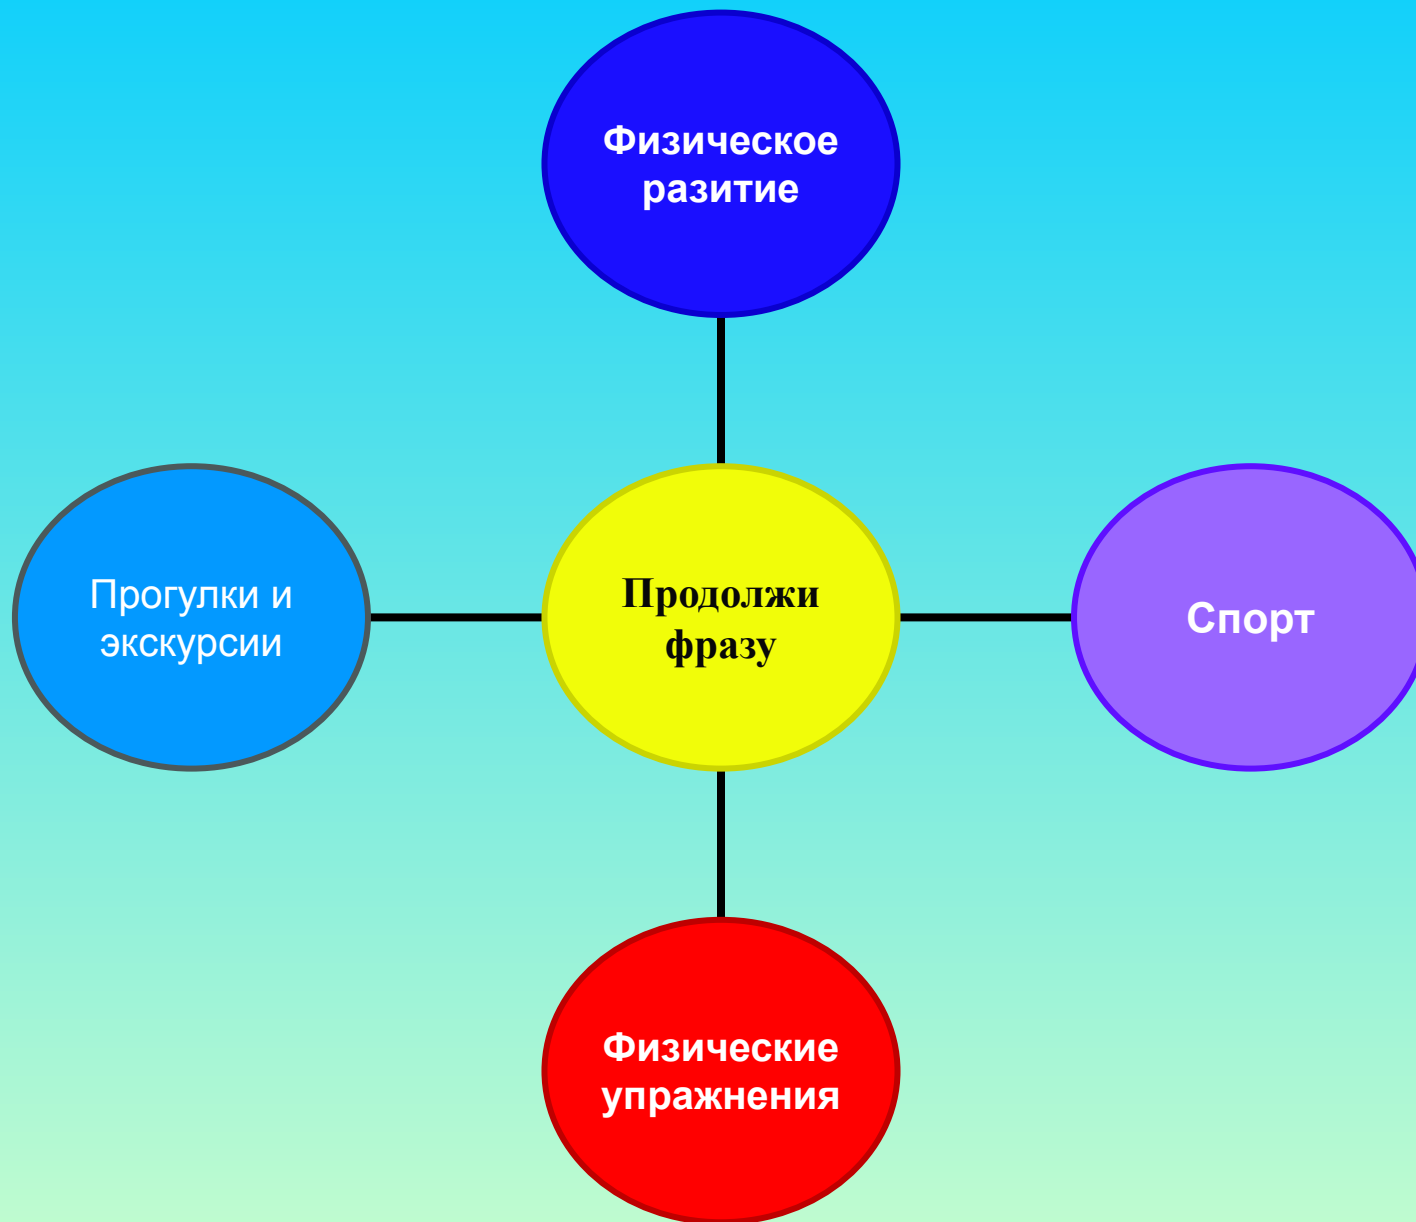 Физическое
разитие
Прогулки и
экскурсии
Продолжи
фразу
Спорт
Физические
упражнения